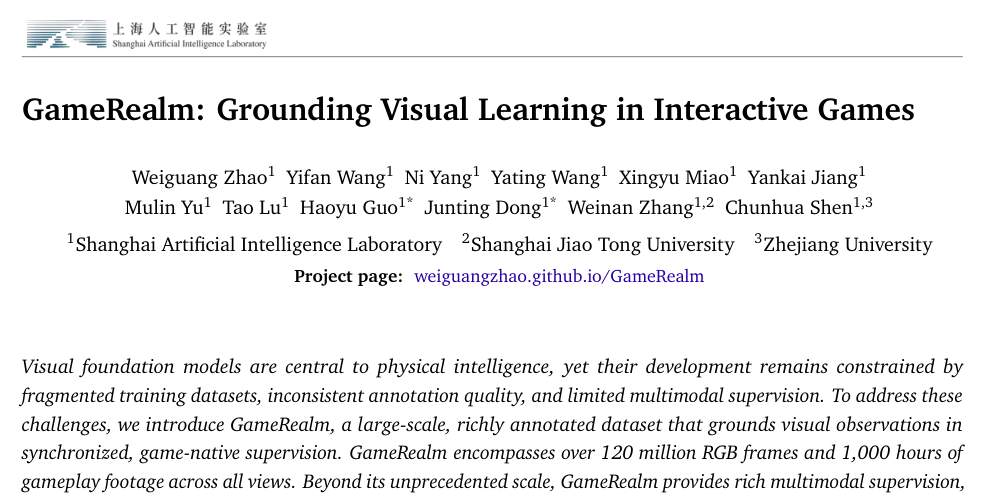 上海人工智能实验室
Shanghai Artificial Intelligence Laboratory
GameRealm: Grounding Visual Learning in Interactive Games
Weiguang Zhao1 Yifan Wang1 Ni Yang1 Yating Wang1 Xingyu Miao1 Yankai Jiang1
Mulin Yu1 Tao Lu1 Haoyu Guo1* Junting Dong1* Weinan Zhang1,2 Chunhua Shen1,3
1Shanghai Artificial Intelligence Laboratory 2Shanghai Jiao Tong University 3Zhejiang University
Project page: weiguangzhao.github.io/GameRealm
Visual foundation models are central to physical intelligence, yet their development remains constrained by
fragmented training datasets, inconsistent annotation quality, and limited multimodal supervision. To address these
challenges, we introduce GameRealm, a large-scale, richly annotated dataset that grounds visual observations in
synchronized, game-native supervision. GameRealm encompasses over 120 million RGB frames and 1,000 hours of
gameplay footage across all views. Beyond its unprecedented scale, GameRealm provides rich multimodal supervision,